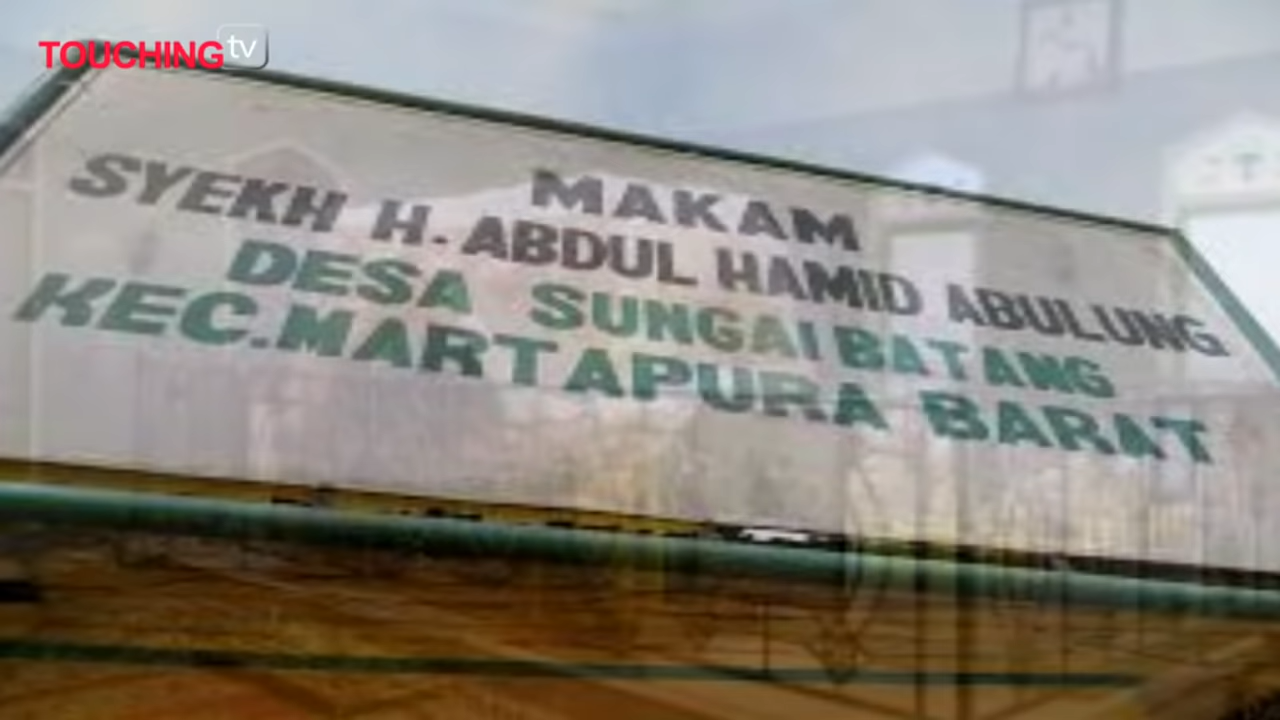 TOUCHING tv
MAKAM
SYEKH H. ABDUL HAMID ABULUNG
DESA SUNGAI BATANG
KEC. MARTAPURA BARAT